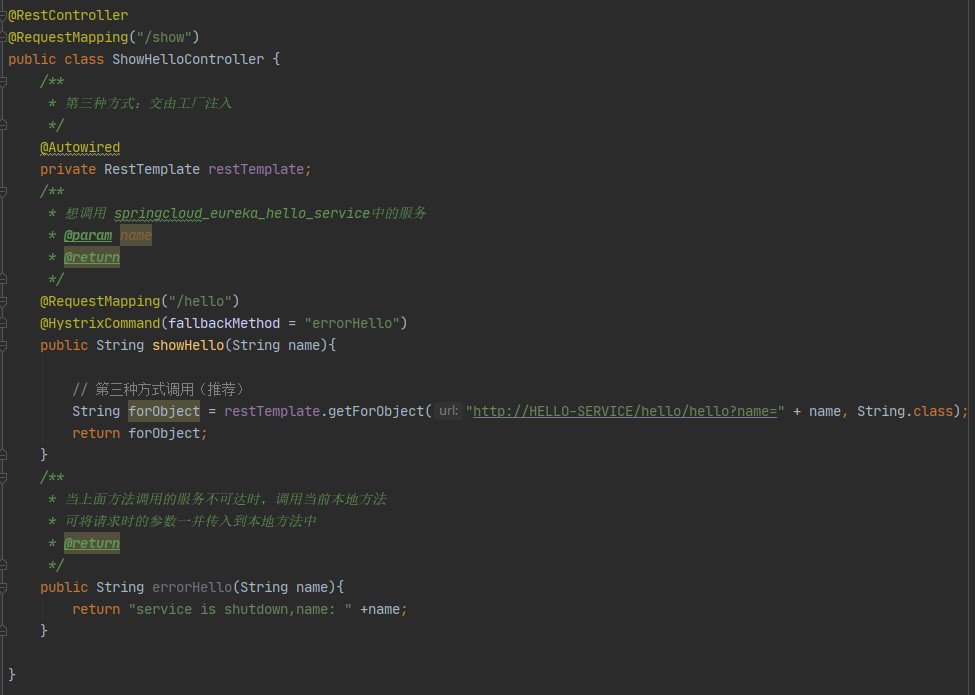 @RestController
@RequestMapping("/show")
public class ShowHelloController {
/**
* 第三种方式：交由工厂注入
*/
@Autowired
private RestTemplate restTemplate;
/**
* 想调用 springcloud_eureka_hello_service中的服务
* @param name
* @return
*/
@RequestMapping("/hello")
@HystrixCommand(fallbackMethod = "errorHello")
public String showHello(String name){
// 第三种方式调用（推荐）
String forObject = restTemplate.getForObject( url: "http://HELLO-SERVICE/hello/hello?name=" + name, String.class);
return forObject;
}
/**
* 当上面方法调用的服务不可达时，调用当前本地方法
* 可将请求时的参数一并传入到本地方法中
* @return
*/
public String errorHello(String name){
return "service is shutdown,name: " +name;
}
}